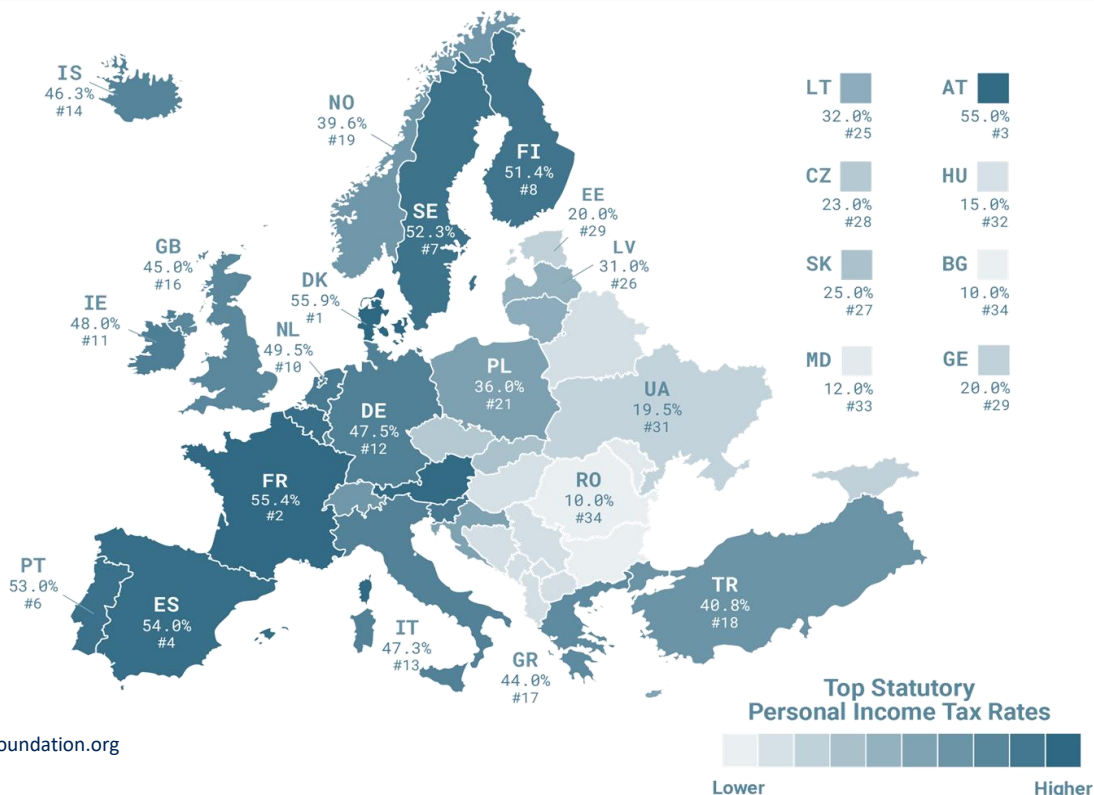 IS
46.3%
#14
NO
39.6%
#19
FI
51.4%
#8
SE
52.3%
#7
EE
20.0%
#29
LV
31.0%
#26
GB
45.0%
#16
IE
48.0%
#11
DK
55.9%
#1
NL
49.5%
#10
DE
47.5%
#12
PL
36.0%
#21
UA
19.5%
#31
FR
55.4%
#2
RO
10.0%
#34
PT
53.0%
#6
ES
54.0%
#4
IT
47.3%
#13
GR
44.0%
#17
TR
40.8%
#18
LT
32.0%
#25
AT
55.0%
#3
CZ
23.0%
#28
HU
15.0%
#32
SK
25.0%
#27
BG
10.0%
#34
MD
12.0%
#33
GE
20.0%
#29
Top Statutory
Personal Income Tax Rates
Lower
Higher
oundation.org